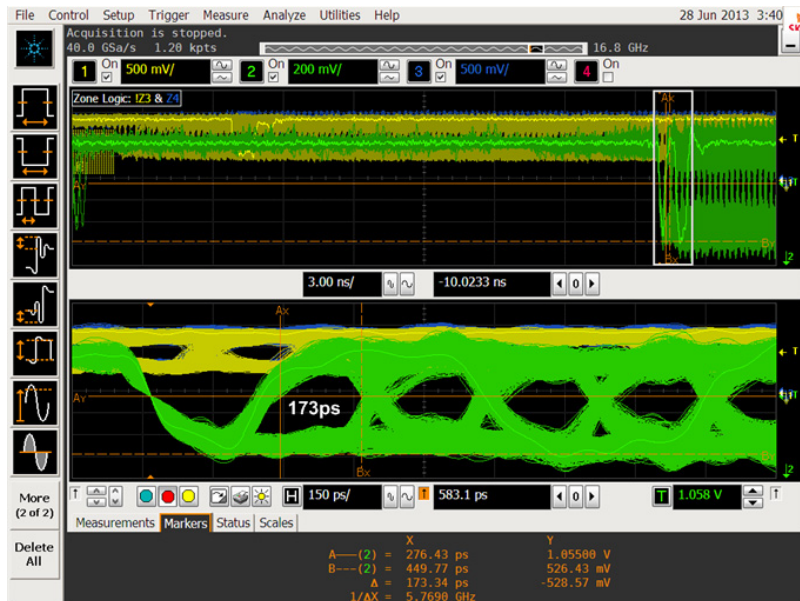 File Control Setup Trigger Measure Analyze Utilities Help 28 Jun 2013 3:40
Acquisition is stopped.
40.0 GSa/s 1.20 kpts 16.8 GHz
1 On 500 mV/ 2 On 200 mV/ 3 On 500 mV/ 4 On
Zone Logic: !Z3 & Z4
Ax
T
By
Bx
2
3.00 ns/ -10.0233 ns 0
Ax
T
Ay
173ps
By
Bx
2
More
(2 of 2)
Delete
All
H 150 ps/ 583.1 ps 0 T 1.058 V
Measurements Markers Status Scales
X Y
A——(2) = 276.43 ps 1.05500 V
B---(2) = 449.77 ps 526.43 mV
Δ = 173.34 ps -528.57 mV
1/ΔX = 5.7690 GHz